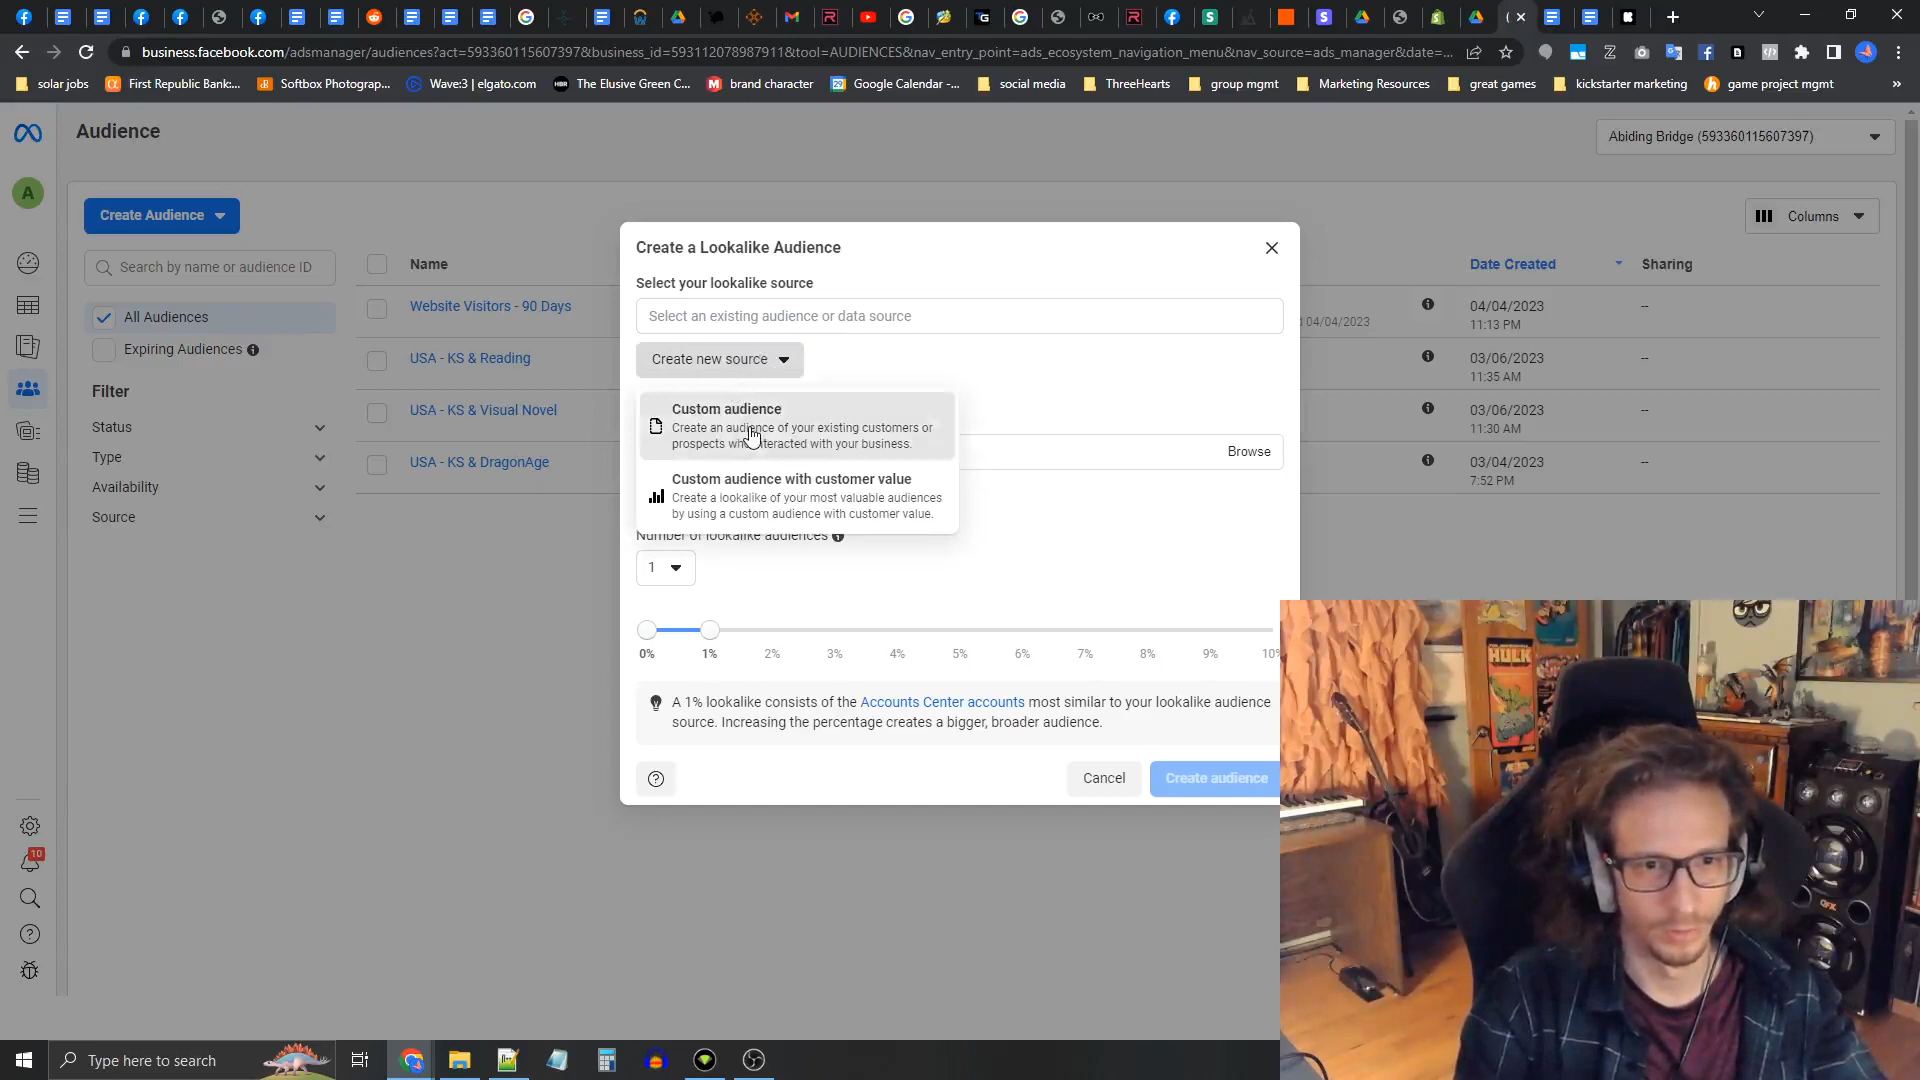 business.facebook.com/adsmanager/audiences?act=593360115607397&business_id=593112078987911&tool=AUDIENCES&nav_entry_point=ads_ecosystem_navigation_menu&nav_source=ads_manager&date=...
solar jobs
First Republic Bank:...
Softbox Photograp...
Wave:3 | elgato.com
The Elusive Green C...
brand character
Google Calendar -...
social media
ThreeHearts
group mgmt
Marketing Resources
great games
kickstarter marketing
game project mgmt
»
Audience
Abiding Bridge (593360115607397)
A
Create Audience
Columns
Search by name or audience ID
All Audiences
Expiring Audiences
Filter
Status
Type
Availability
Source
Name
Date Created
Sharing
Website Visitors - 90 Days
04/04/2023
04/04/2023
11:13 PM
--
USA - KS & Reading
03/06/2023
11:35 AM
--
USA - KS & Visual Novel
03/06/2023
11:30 AM
--
USA - KS & DragonAge
03/04/2023
7:52 PM
--
Create a Lookalike Audience
Select your lookalike source
Select an existing audience or data source
Create new source
Custom audience
Create an audience of your existing customers or
prospects who interacted with your business.
Custom audience with customer value
Create a lookalike of your most valuable audiences
by using a custom audience with customer value.
Browse
Number of lookalike audiences
1
0% 1% 2% 3% 4% 5% 6% 7% 8% 9% 10%
A 1% lookalike consists of the Accounts Center accounts most similar to your lookalike audience
source. Increasing the percentage creates a bigger, broader audience.
Cancel
Create audience
10
HULK
QFX
Type here to search